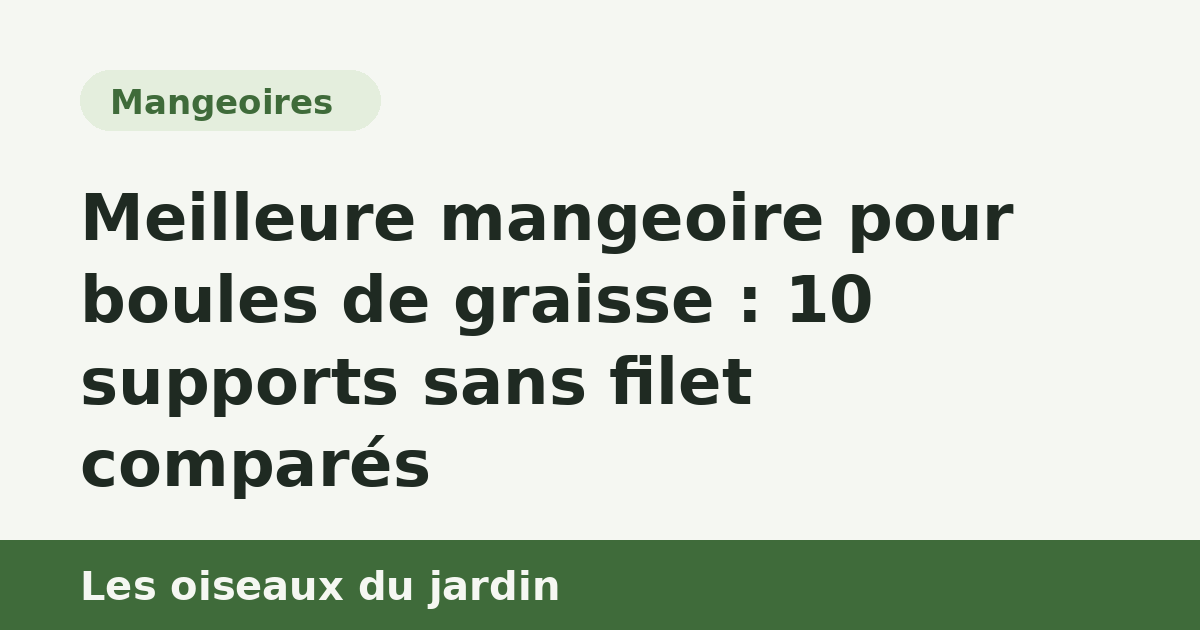 Mangeoires
Meilleure mangeoire pour
boules de graisse : 10
supports sans filet
comparés
Les oiseaux du jardin